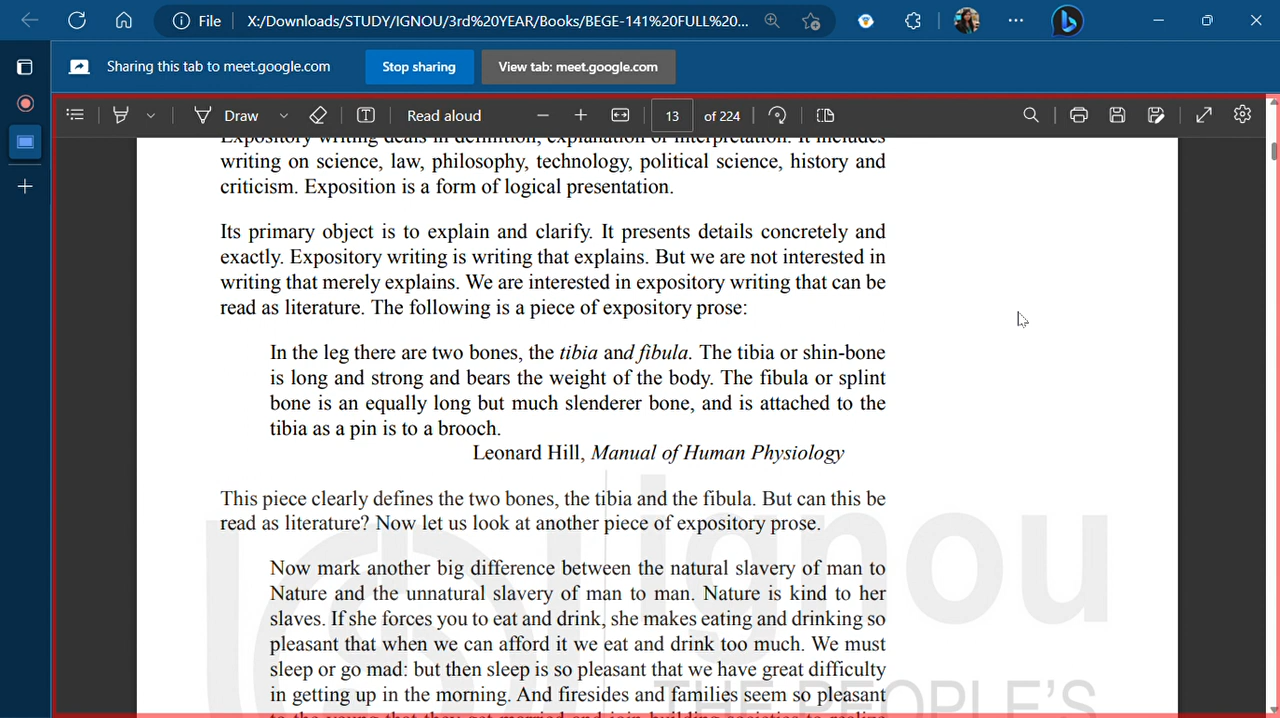 File X:/Downloads/STUDY/IGNOU/3rd%20YEAR/Books/BEGE-141%20FULL%20...
Sharing this tab to meet.google.com Stop sharing View tab: meet.google.com
Draw Read aloud 13 of 224
Expository writing deals in definition, explanation or interpretation. It includes
writing on science, law, philosophy, technology, political science, history and
criticism. Exposition is a form of logical presentation.
Its primary object is to explain and clarify. It presents details concretely and
exactly. Expository writing is writing that explains. But we are not interested in
writing that merely explains. We are interested in expository writing that can be
read as literature. The following is a piece of expository prose:
In the leg there are two bones, the tibia and fibula. The tibia or shin-bone
is long and strong and bears the weight of the body. The fibula or splint
bone is an equally long but much slenderer bone, and is attached to the
tibia as a pin is to a brooch.
Leonard Hill, Manual of Human Physiology
This piece clearly defines the two bones, the tibia and the fibula. But can this be
read as literature? Now let us look at another piece of expository prose.
Now mark another big difference between the natural slavery of man to
Nature and the unnatural slavery of man to man. Nature is kind to her
slaves. If she forces you to eat and drink, she makes eating and drinking so
pleasant that when we can afford it we eat and drink too much. We must
sleep or go mad: but then sleep is so pleasant that we have great difficulty
in getting up in the morning. And firesides and families seem so pleasant
to the young that they get married and join building societies to realize
ignou
THE PEOPLE'S